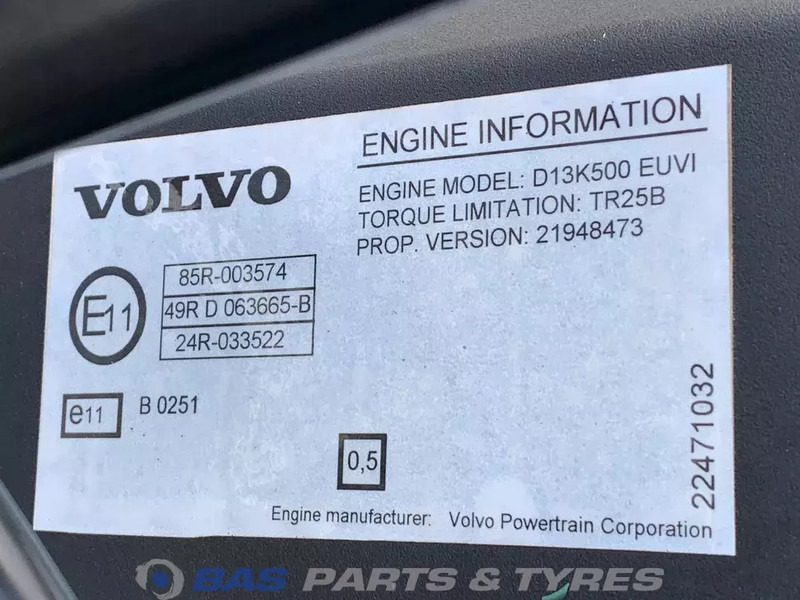 VOLVO
ENGINE INFORMATION
ENGINE MODEL: D13K500 EUVI
TORQUE LIMITATION: TR25B
PROP. VERSION: 21948473
E11
85R-003574
49R D 063665-B
24R-033522
e11
B 0251
0,5
22471032
Engine manufacturer: Volvo Powertrain Corporation
BAS PARTS & TYRES